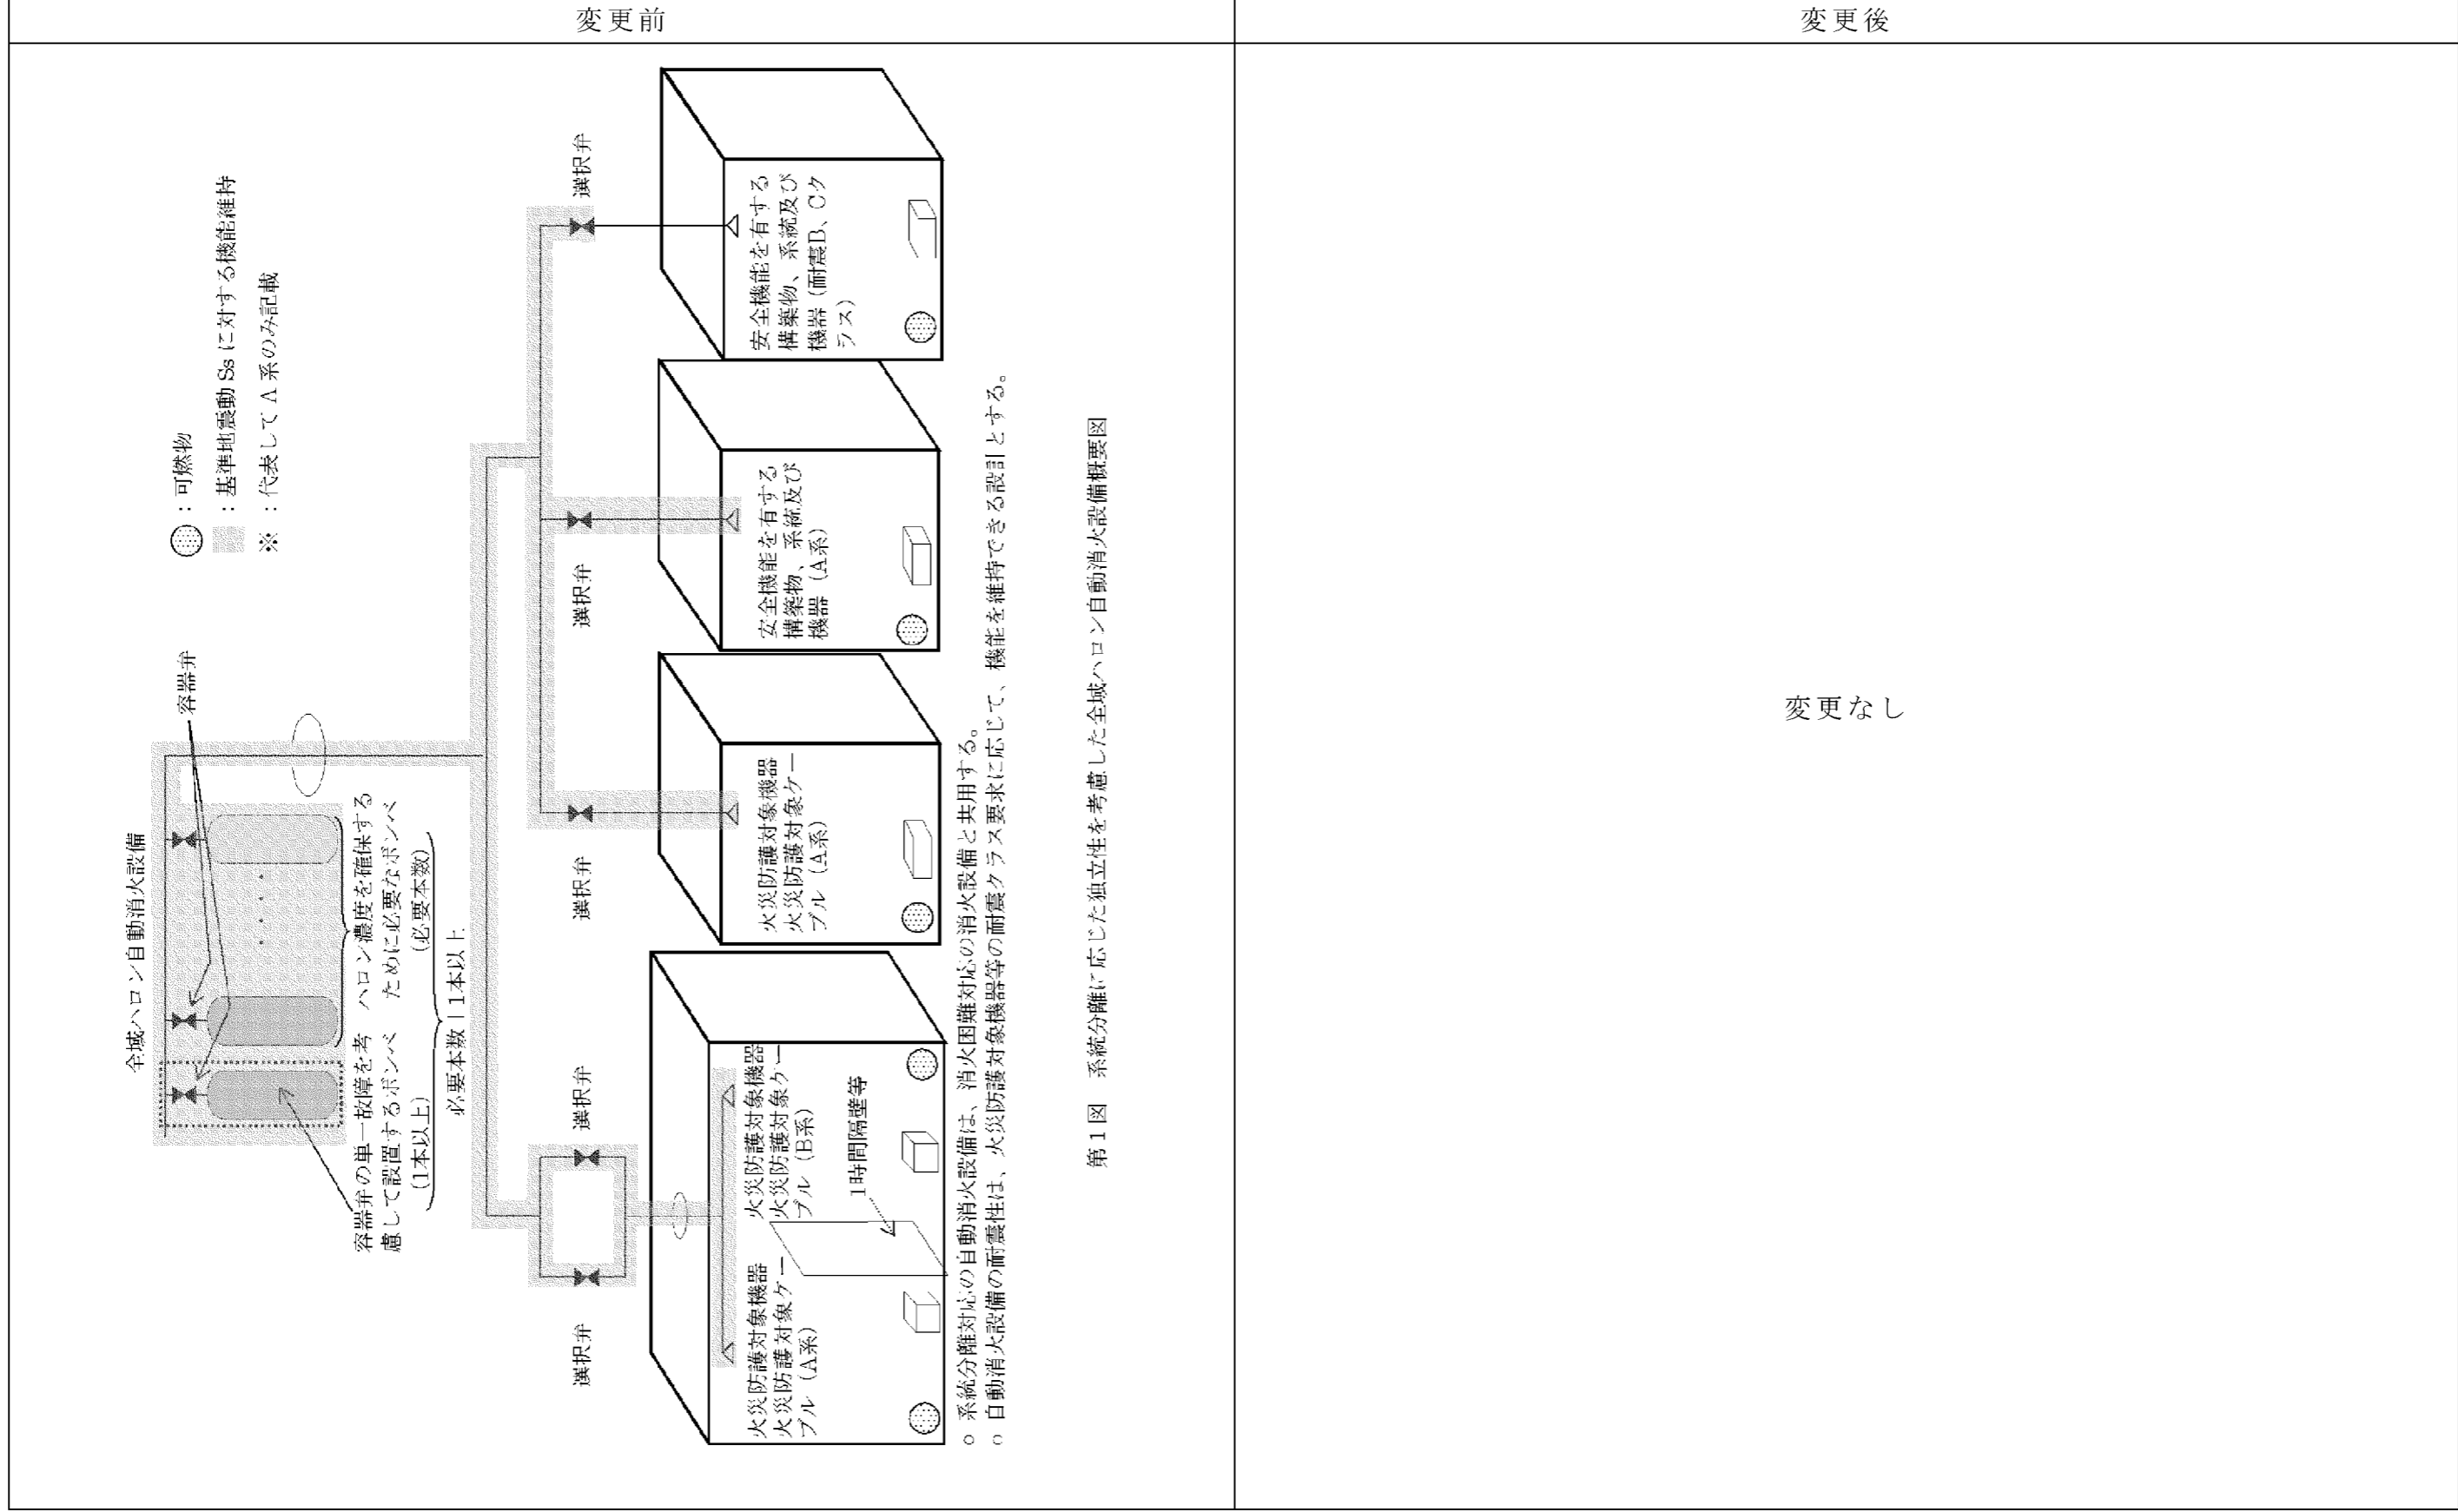 変更前
変更後
全域ハロン自動消火設備
容器弁
：可燃物
：基準地震動 Ss に対する機能維持
※ ：代表して A 系のみ記載
容器弁の単一故障を考
慮して設置するボンベ
(1本以上)
ハロン濃度を確保する
ために必要なボンベ
(必要本数)
必要本数＋1本以上
選択弁
選択弁
選択弁
選択弁
選択弁
火災防護対象機器
火災防護対象ケー
ブル（A系）
火災防護対象機器
火災防護対象ケー
ブル（B系）
1時間隔壁等
火災防護対象機器
火災防護対象ケー
ブル（A系）
安全機能を有する
構築物、系統及び
機器（A系）
安全機能を有する
構築物、系統及び
機器（耐震B、Cク
ラス）
○ 系統分離対応の自動消火設備は、消火困難対応の消火設備と共用する。
○ 自動消火設備の耐震性は、火災防護対象機器等の耐震クラス要求に応じて、機能を維持できる設計とする。
第1図　系統分離に応じた独立性を考慮した全域ハロン自動消火設備概要図
変更なし